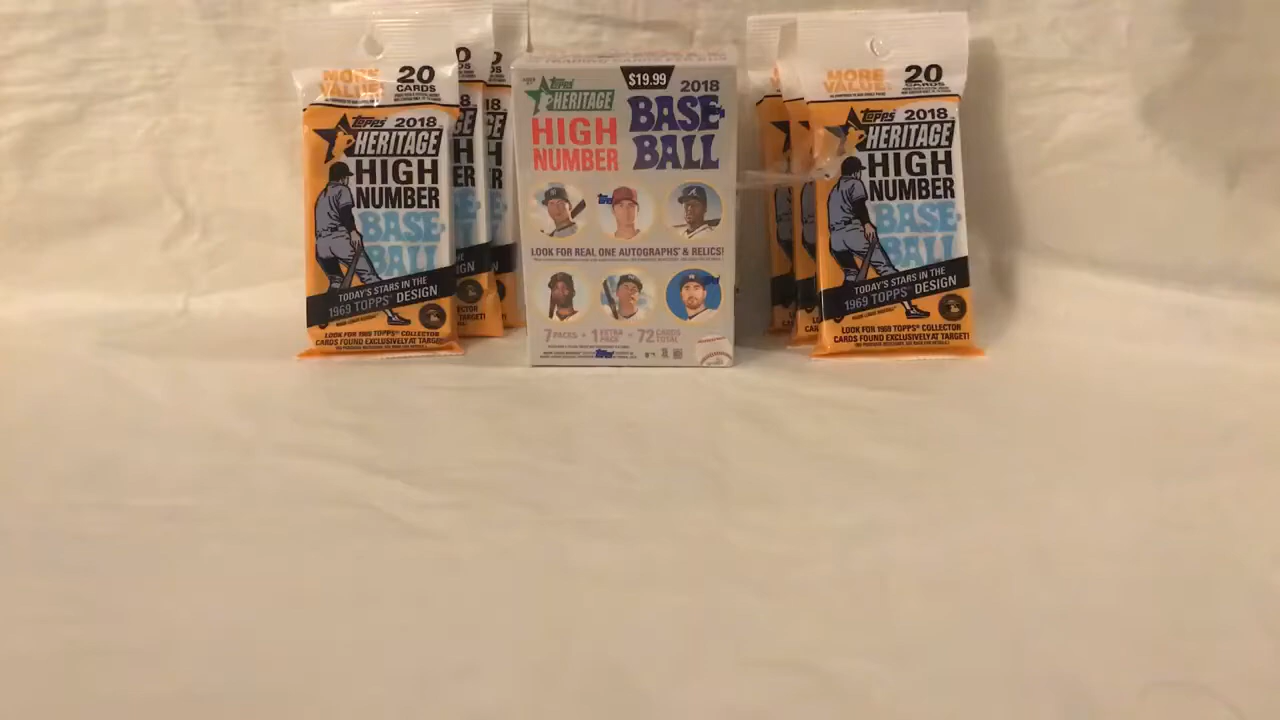 MORE
VALUE!
20
CARDS
Topps 2018
HERITAGE
HIGH
NUMBER
BASE-
BALL
TODAY'S STARS IN THE
1969 TOPPS® DESIGN
LOOK FOR 1969 TOPPS® COLLECTOR
CARDS FOUND EXCLUSIVELY AT TARGET!
$19.99
Topps
HERITAGE
2018
HIGH
NUMBER
BASE-
BALL
LOOK FOR REAL ONE AUTOGRAPHS* & RELICS!
7 PACKS + 1 EXTRA PACK • 72 CARDS TOTAL
Topps
MORE
VALUE!
20
CARDS
Topps 2018
HERITAGE
HIGH
NUMBER
BASE-
BALL
TODAY'S STARS IN THE
1969 TOPPS® DESIGN
LOOK FOR 1969 TOPPS® COLLECTOR
CARDS FOUND EXCLUSIVELY AT TARGET!